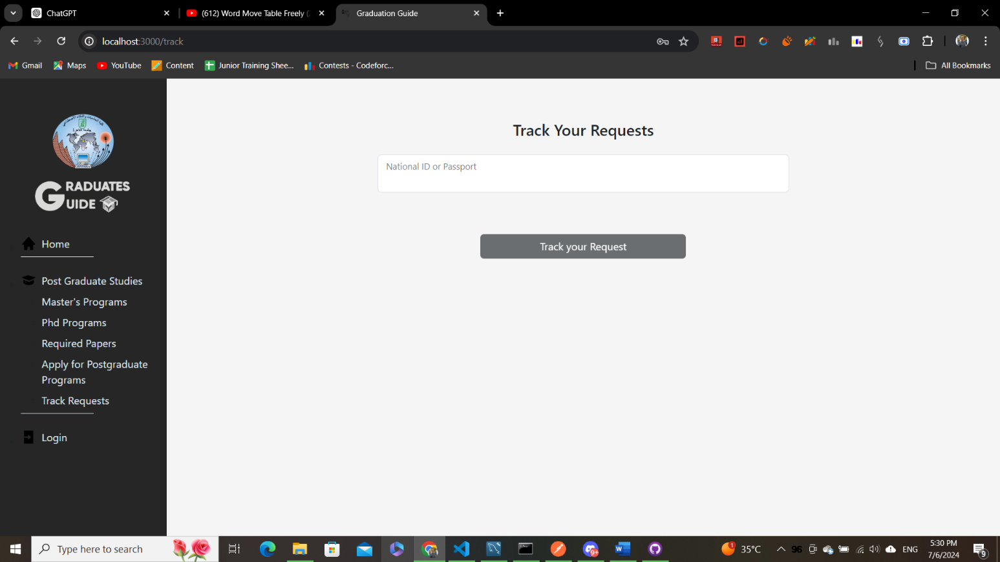 ChatGPT
(612) Word Move Table Freely (
Graduation Guide
localhost:3000/track
Gmail
Maps
YouTube
Content
Junior Training Shee...
Contests - Codeforc...
All Bookmarks
GRADUATES
GUIDE
Home
Post Graduate Studies
Master's Programs
Phd Programs
Required Papers
Apply for Postgraduate
Programs
Track Requests
Login
Track Your Requests
National ID or Passport
Track your Request
Type here to search
9+
1
35°C
96
ENG
5:30 PM
7/6/2024
9